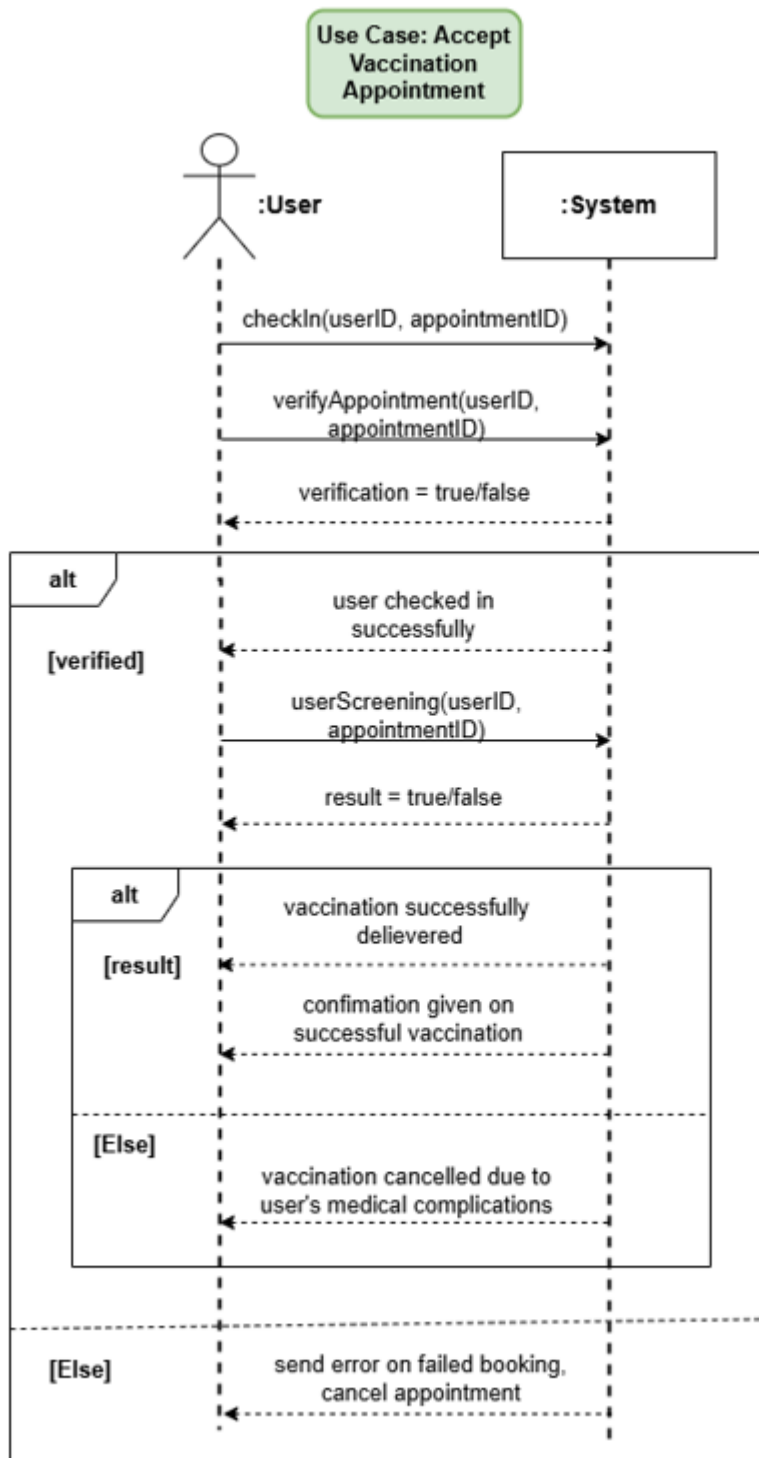 Use Case: Accept
Vaccination
Appointment
:User
:System
checkIn(userID, appointmentID)
verifyAppointment(userID,
appointmentID)
verification = true/false
alt
user checked in
successfully
[verified]
userScreening(userID,
appointmentID)
result = true/false
alt
vaccination successfully
delievered
[result]
confimation given on
successful vaccination
[Else]
vaccination cancelled due to
user's medical complications
[Else]
send error on failed booking,
cancel appointment